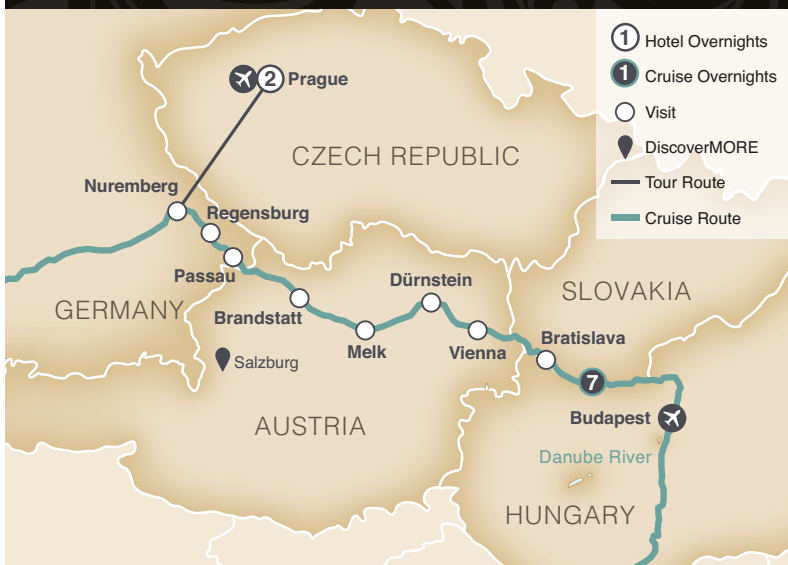 1 Hotel Overnights
1 Cruise Overnights
Visit
DiscoverMORE
Tour Route
Cruise Route
2 Prague
CZECH REPUBLIC
Nuremberg
Regensburg
Passau
GERMANY
Brandstatt
Dürnstein
SLOVAKIA
Melk
Vienna
Bratislava
Salzburg
7
Budapest
AUSTRIA
Danube River
HUNGARY